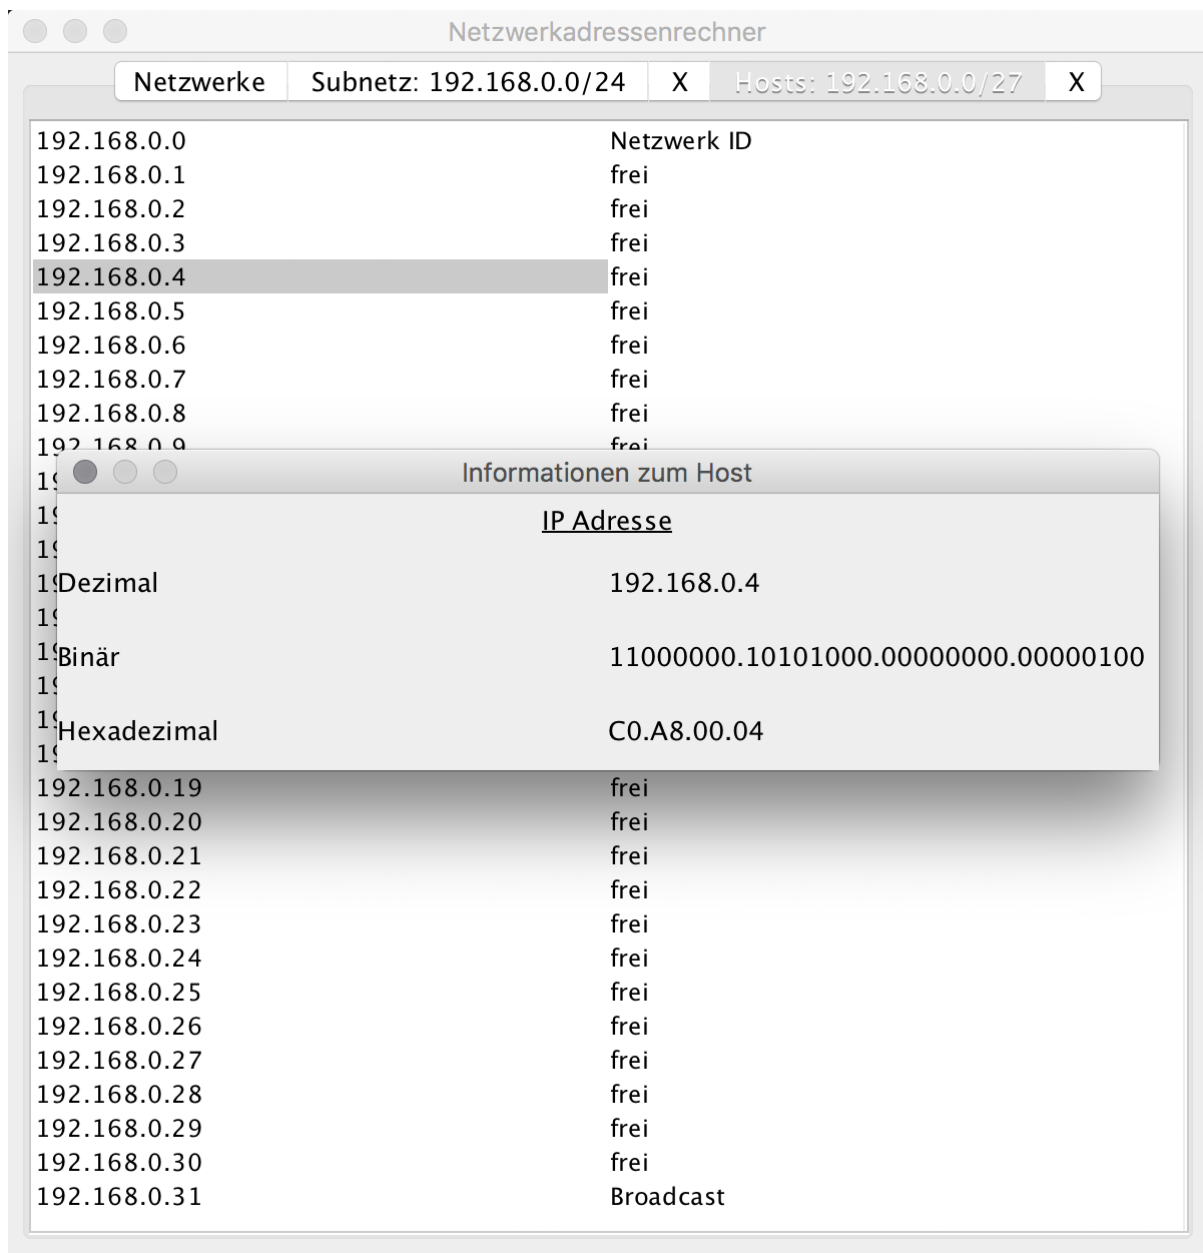 Netzwerkadressenrechner
Netzwerke Subnetz: 192.168.0.0/24 X Hosts: 192.168.0.0/27 X
192.168.0.0 Netzwerk ID
192.168.0.1 frei
192.168.0.2 frei
192.168.0.3 frei
192.168.0.4 frei
192.168.0.5 frei
192.168.0.6 frei
192.168.0.7 frei
192.168.0.8 frei
192.168.0.9 frei
Informationen zum Host
IP Adresse
Dezimal 192.168.0.4
Binär 11000000.10101000.00000000.00000100
Hexadezimal C0.A8.00.04
192.168.0.19 frei
192.168.0.20 frei
192.168.0.21 frei
192.168.0.22 frei
192.168.0.23 frei
192.168.0.24 frei
192.168.0.25 frei
192.168.0.26 frei
192.168.0.27 frei
192.168.0.28 frei
192.168.0.29 frei
192.168.0.30 frei
192.168.0.31 Broadcast